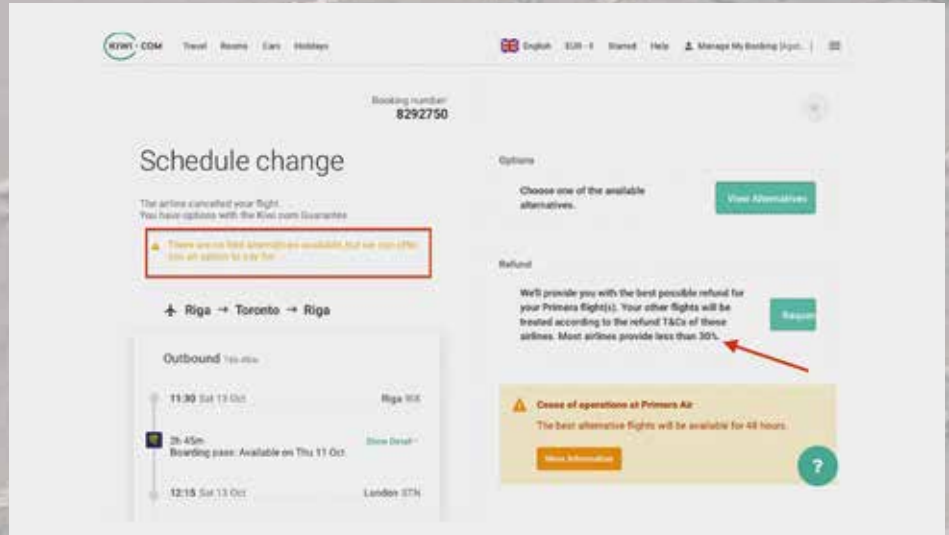 KIWI·COM Travel Rooms Cars Holidays
English EUR - € Starred Help Manage My Booking
Booking number:
8292750
Schedule change
The airline cancelled your flight.
You have options with the Kiwi.com Guarantee
There are no free alternatives available, but we can offer
you an option to pay for
Riga → Toronto → Riga
Outbound
11:30 Sat 13 Oct Riga RIX
2h 45m Show Detail
Boarding pass: Available on Thu 11 Oct
12:15 Sat 13 Oct London STN
Options
Choose one of the available
alternatives.
View Alternatives
Refund
We'll provide you with the best possible refund for
your Primera flight(s). Your other flights will be
treated according to the refund T&Cs of these
airlines. Most airlines provide less than 30%.
Cease of operations at Primera Air
The best alternative flights will be available for 48 hours.
More Information
?